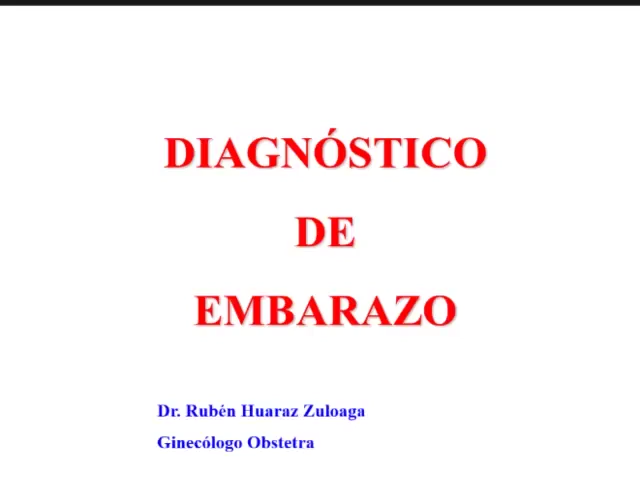 DIAGNÓSTICO
DE
EMBARAZO
Dr. Rubén Huaraz Zuloaga
Ginecólogo Obstetra